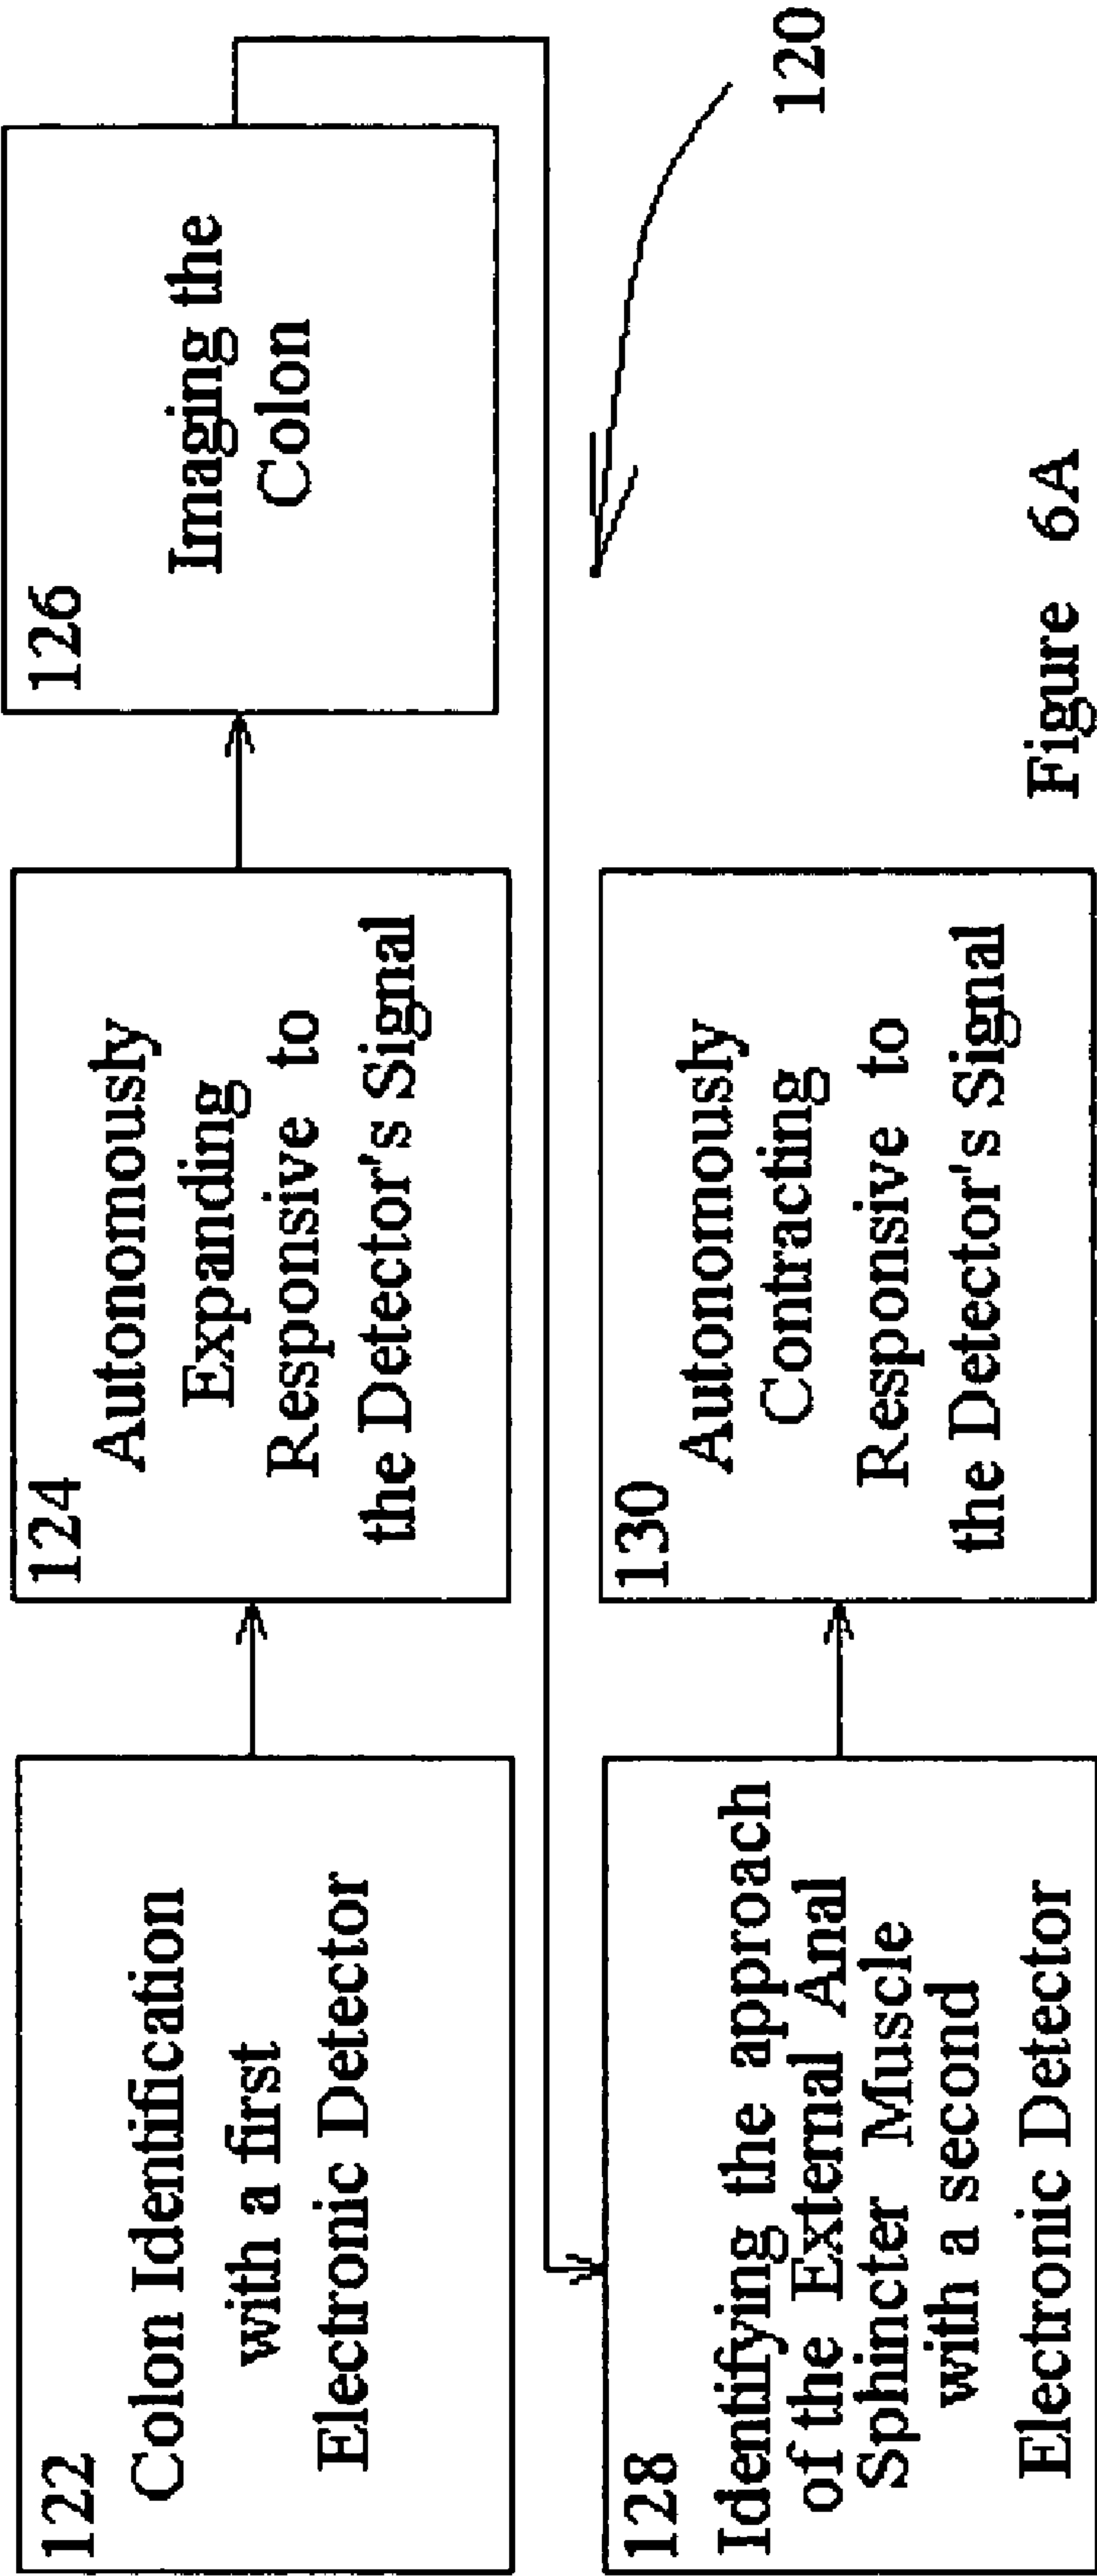 122
Colon Identification
with a first
Electronic Detector
124
Autonomously
Expanding
Responsive to
the Detector's Signal
126
Imaging the
Colon
128
Identifying the approach
of the External Anal
Sphincter Muscle
with a second
Electronic Detector
130
Autonomously
Contracting
Responsive to
the Detector's Signal
120
Figure 6A